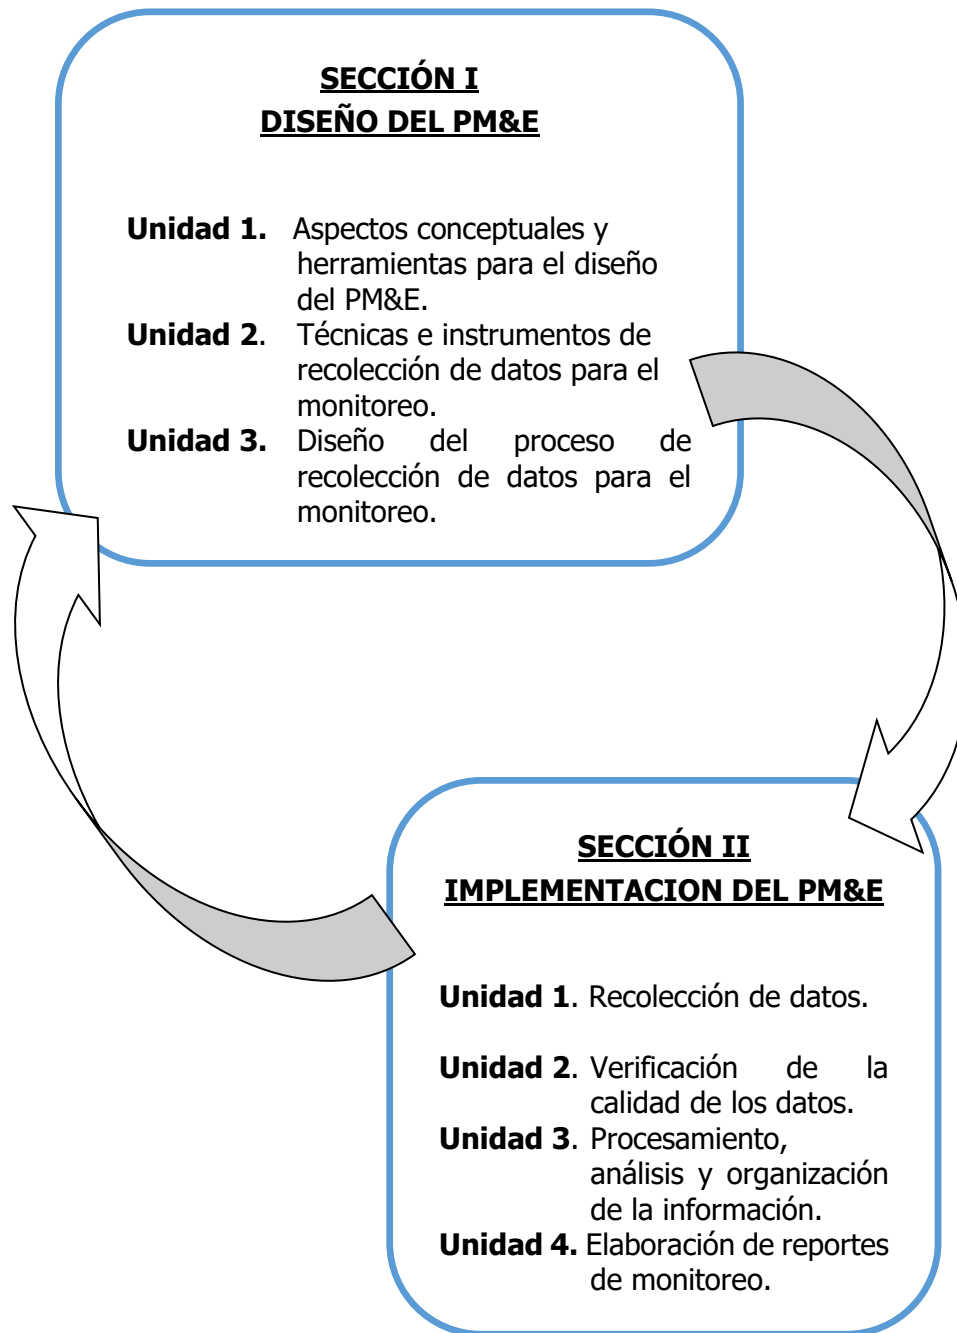 SECCIÓN I
DISEÑO DEL PM&E
Unidad 1. Aspectos conceptuales y
herramientas para el diseño
del PM&E.
Unidad 2. Técnicas e instrumentos de
recolección de datos para el
monitoreo.
Unidad 3. Diseño del proceso de
recolección de datos para el
monitoreo.
SECCIÓN II
IMPLEMENTACION DEL PM&E
Unidad 1. Recolección de datos.
Unidad 2. Verificación de la
calidad de los datos.
Unidad 3. Procesamiento,
análisis y organización
de la información.
Unidad 4. Elaboración de reportes
de monitoreo.